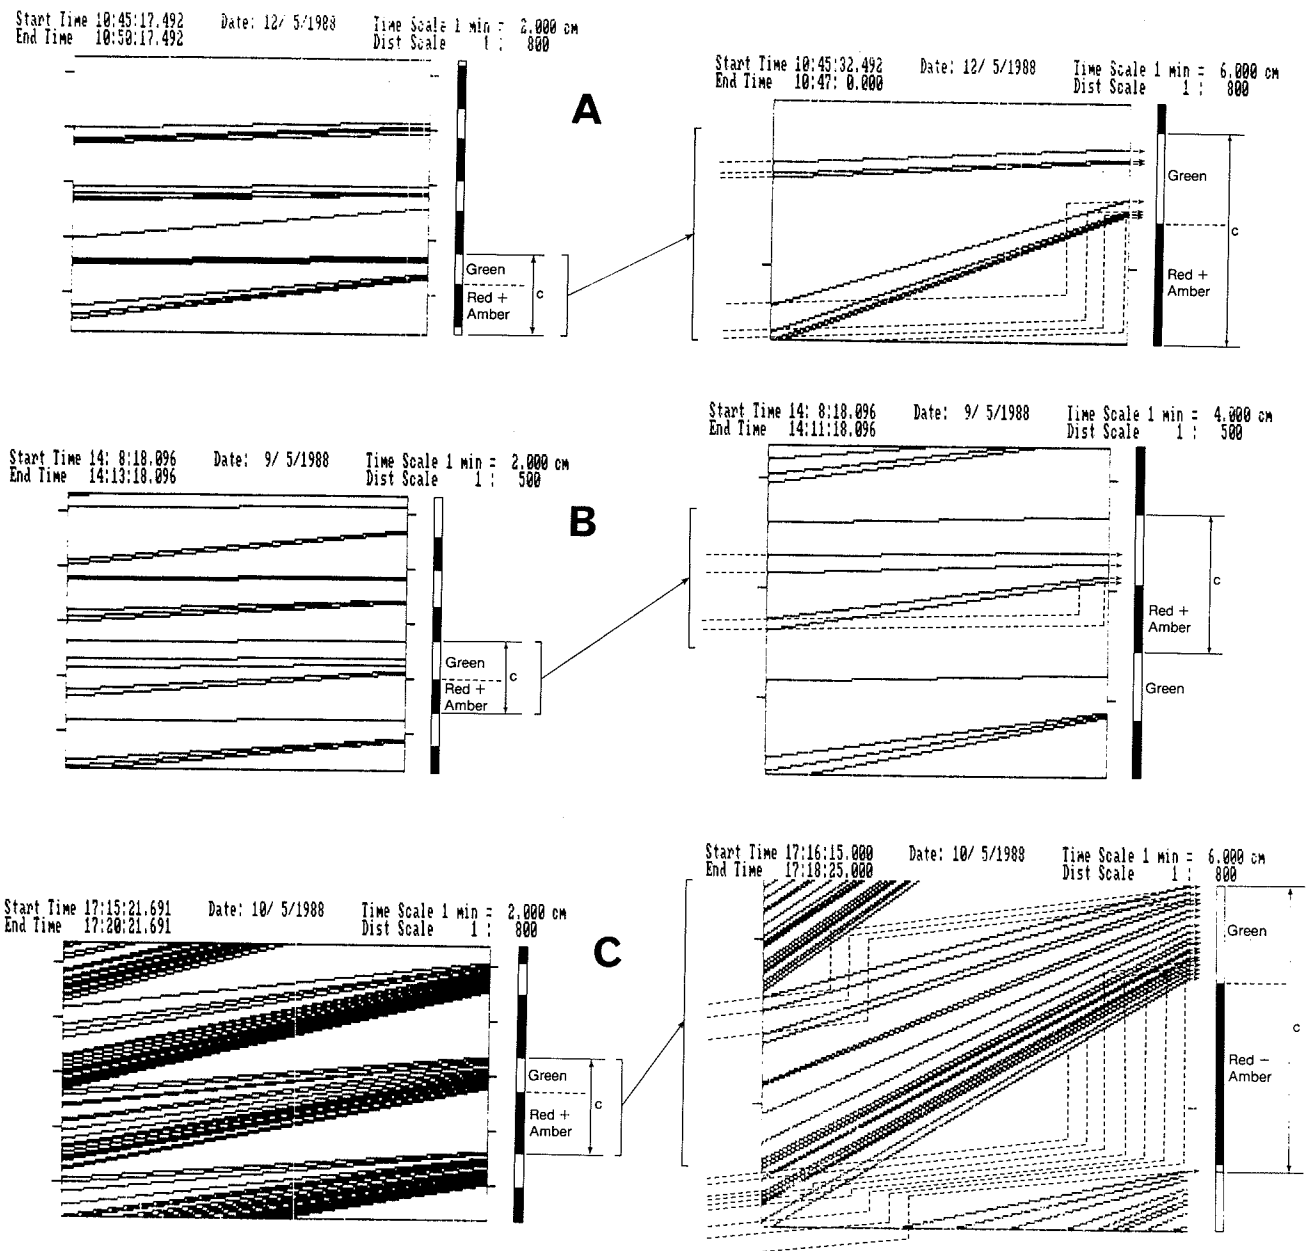 Start Time 10:45:17.492 Date: 12/ 5/1988 Time Scale 1 min = 2.000 cm
End Time 10:50:17.492 Dist Scale 1 : 800
A
Green
Red +
Amber
c
Start Time 10:45:32.492 Date: 12/ 5/1988 Time Scale 1 min = 6.000 cm
End Time 10:47: 0.000 Dist Scale 1 : 800
Green
c
Red +
Amber
Start Time 14: 8:18.096 Date: 9/ 5/1988 Time Scale 1 min = 2.000 cm
End Time 14:13:18.096 Dist Scale 1 : 500
B
Green
c
Red +
Amber
Start Time 14: 8:18.096 Date: 9/ 5/1988 Time Scale 1 min = 4.000 cm
End Time 14:11:18.096 Dist Scale 1 : 500
c
Red +
Amber
Green
Start Time 17:15:21.691 Date: 10/ 5/1988 Time Scale 1 min = 2.000 cm
End Time 17:20:21.691 Dist Scale 1 : 800
C
Green
c
Red +
Amber
Start Time 17:16:15.000 Date: 10/ 5/1988 Time Scale 1 min = 6.000 cm
End Time 17:18:25.000 Dist Scale 1 : 800
Green
c
Red −
Amber